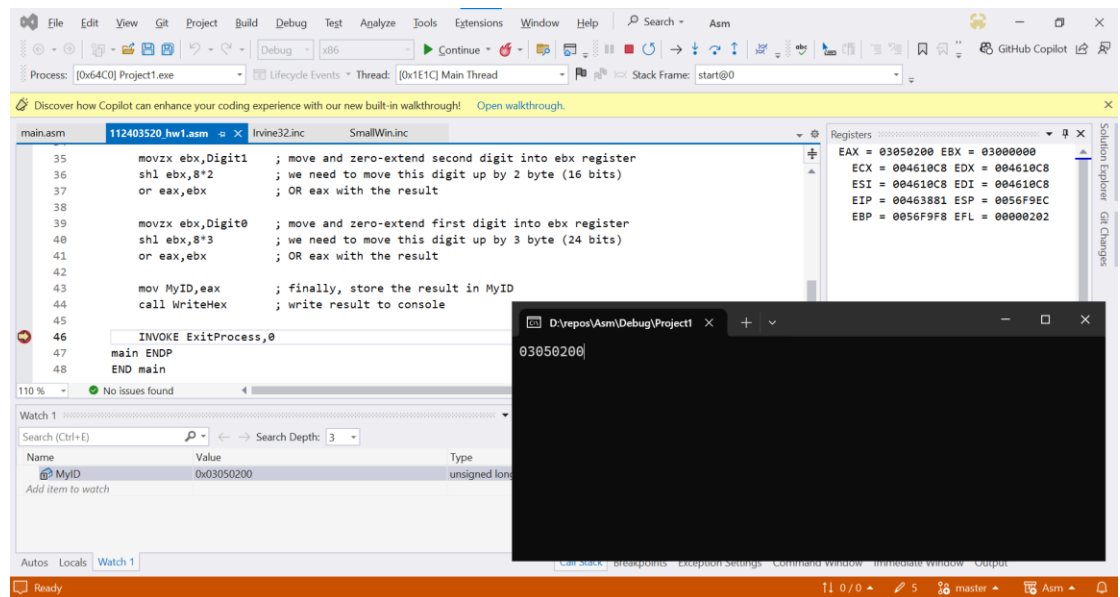 File Edit View Git Project Build Debug Test Analyze Tools Extensions Window Help Search Asm
Debug x86 Continue GitHub Copilot
Process: [0x64C0] Project1.exe Lifecycle Events Thread: [0x1E1C] Main Thread Stack Frame: start@0
Discover how Copilot can enhance your coding experience with our new built-in walkthrough! Open walkthrough.
main.asm 112403520_hw1.asm Irvine32.inc SmallWin.inc
35 movzx ebx,Digit1 ; move and zero-extend second digit into ebx register
36 shl ebx,8*2 ; we need to move this digit up by 2 byte (16 bits)
37 or eax,ebx ; OR eax with the result
38
39 movzx ebx,Digit0 ; move and zero-extend first digit into ebx register
40 shl ebx,8*3 ; we need to move this digit up by 3 byte (24 bits)
41 or eax,ebx ; OR eax with the result
42
43 mov MyID,eax ; finally, store the result in MyID
44 call WriteHex ; write result to console
45
46 INVOKE ExitProcess,0
47 main ENDP
48 END main
110 % No issues found
Registers
EAX = 03050200 EBX = 03000000
ECX = 004610C8 EDX = 004610C8
ESI = 004610C8 EDI = 004610C8
EIP = 00463881 ESP = 0056F9EC
EBP = 0056F9F8 EFL = 00000202
Solution Explorer
Git Changes
D:\repos\Asm\Debug\Project1
03050200
Watch 1
Search (Ctrl+E) Search Depth: 3
Name Value Type
MyID 0x03050200 unsigned long
Add item to watch
Autos Locals Watch 1
Call Stack Breakpoints Exception Settings Command Window Immediate Window Output
Ready 0 / 0 5 master Asm